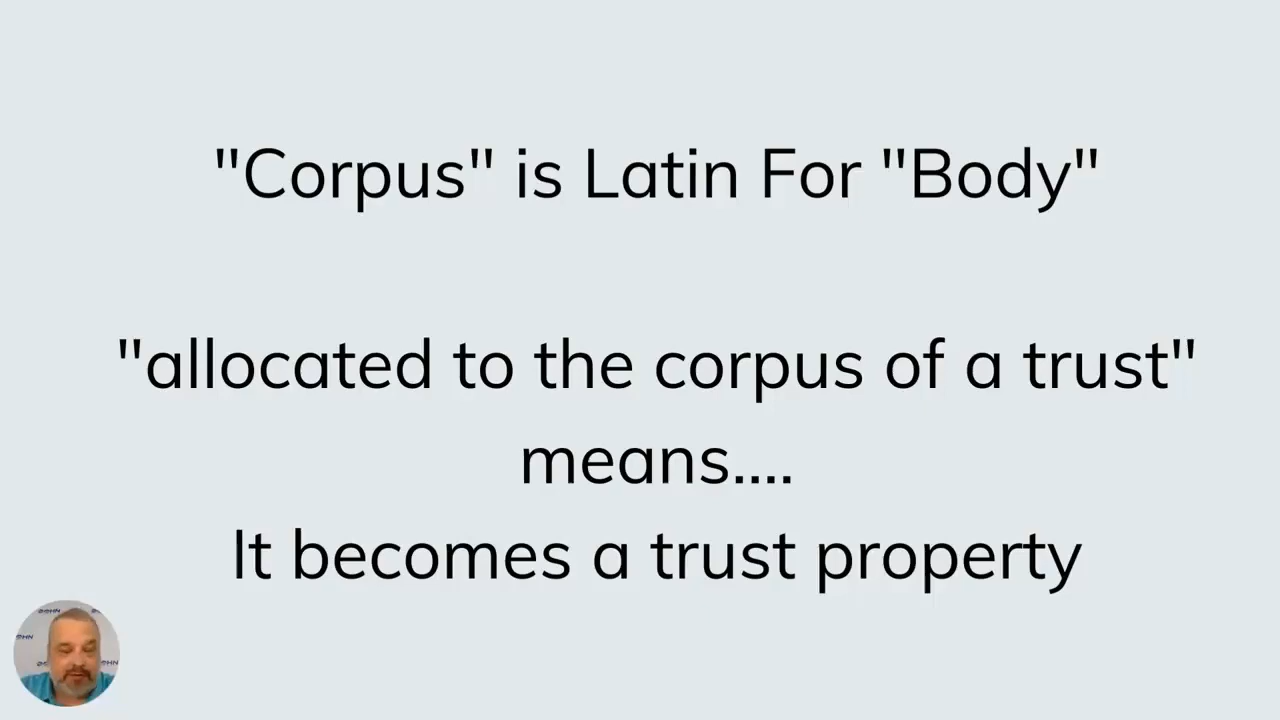 "Corpus" is Latin For "Body"
"allocated to the corpus of a trust"
means....
It becomes a trust property